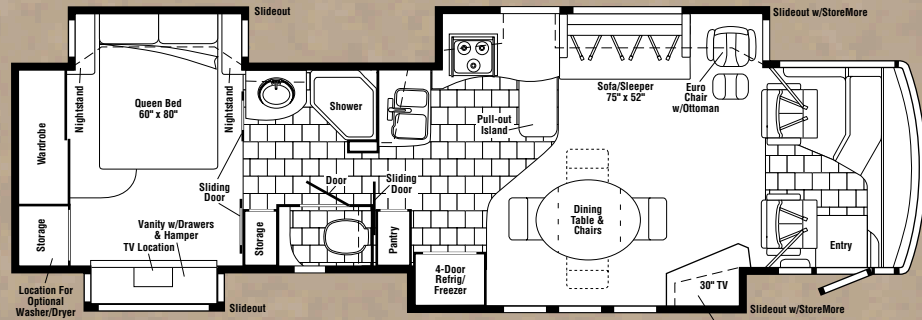 Slideout
Slideout w/StoreMore
Wardrobe
Nightstand
Queen Bed
60" x 80"
Nightstand
Shower
Pull-out
Island
Sofa/Sleeper
75" x 52"
Euro
Chair
w/Ottoman
Sliding
Door
Door
Sliding
Door
Storage
Vanity w/Drawers
& Hamper
TV Location
Storage
Pantry
Dining
Table &
Chairs
4-Door
Refrig/
Freezer
30" TV
Entry
Location For
Optional
Washer/Dryer
Slideout
Slideout w/StoreMore